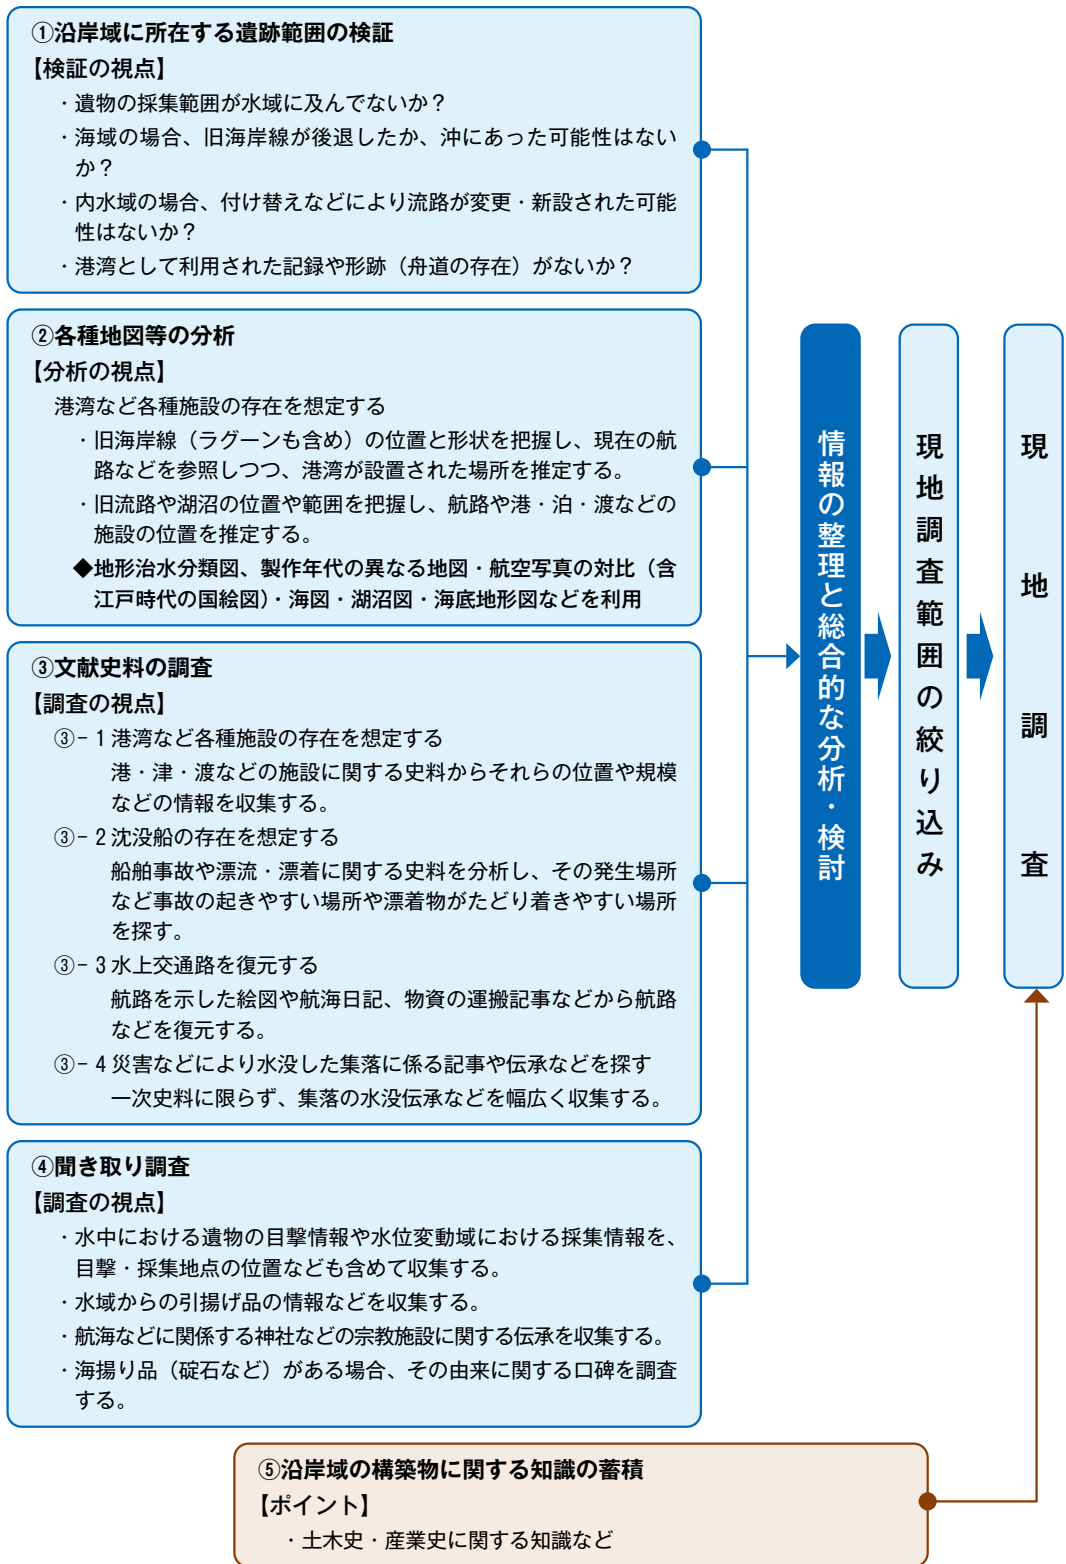 ①沿岸域に所在する遺跡範囲の検証
【検証の視点】
・遺物の採集範囲が水域に及んでないか？
・海域の場合、旧海岸線が後退したか、沖にあった可能性はない
か？
・内水域の場合、付け替えなどにより流路が変更・新設された可能
性はないか？
・港湾として利用された記録や形跡（舟道の存在）がないか？
②各種地図等の分析
【分析の視点】
港湾など各種施設の存在を想定する
・旧海岸線（ラグーンも含め）の位置と形状を把握し、現在の航
路などを参照しつつ、港湾が設置された場所を推定する。
・旧流路や湖沼の位置や範囲を把握し、航路や港・泊・渡などの
施設の位置を推定する。
◆地形治水分類図、製作年代の異なる地図・航空写真の対比（含
江戸時代の国絵図）・海図・湖沼図・海底地形図などを利用
③文献史料の調査
【調査の視点】
③－１港湾など各種施設の存在を想定する
港・津・渡などの施設に関する史料からそれらの位置や規模
などの情報を収集する。
③－２沈没船の存在を想定する
船舶事故や漂流・漂着に関する史料を分析し、その発生場所
など事故の起きやすい場所や漂着物がたどり着きやすい場所
を探す。
③－３水上交通路を復元する
航路を示した絵図や航海日記、物資の運搬記事などから航路
などを復元する。
③－４災害などにより水没した集落に係る記事や伝承などを探す
一次史料に限らず、集落の水没伝承などを幅広く収集する。
④聞き取り調査
【調査の視点】
・水中における遺物の目撃情報や水位変動域における採集情報を、
目撃・採集地点の位置なども含めて収集する。
・水域からの引揚げ品の情報などを収集する。
・航海などに関係する神社などの宗教施設に関する伝承を収集する。
・海揚り品（碇石など）がある場合、その由来に関する口碑を調査
する。
情報の整理と総合的な分析・検討
現地調査範囲の絞り込み
現地調査
⑤沿岸域の構築物に関する知識の蓄積
【ポイント】
・土木史・産業史に関する知識など